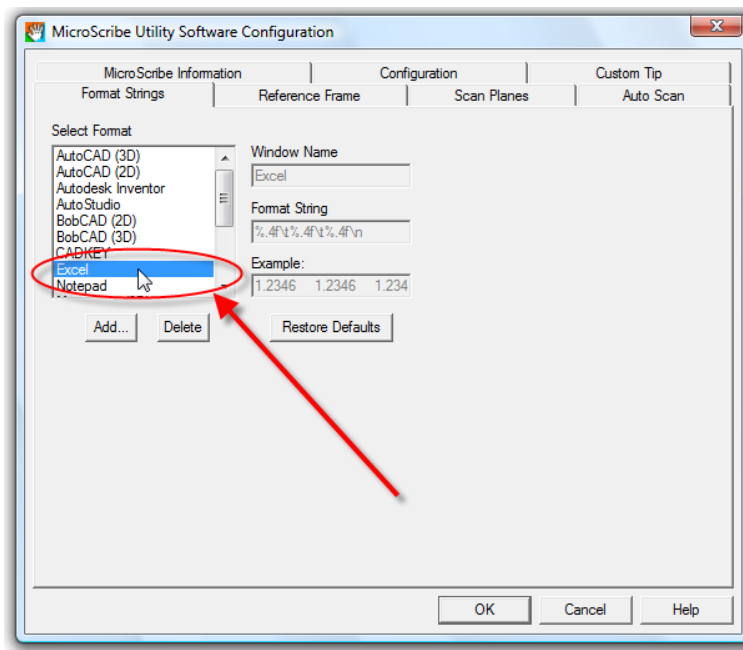 MicroScribe Utility Software Configuration
MicroScribe Information
Configuration
Custom Tip
Format Strings
Reference Frame
Scan Planes
Auto Scan
Select Format
AutoCAD (3D)
AutoCAD (2D)
Autodesk Inventor
AutoStudio
BobCAD (2D)
BobCAD (3D)
CADKEY
Excel
Notepad
Window Name
Excel
Format String
%.4f\t%.4f\t%.4f\n
Example:
1.2346 1.2346 1.234
Add...
Delete
Restore Defaults
OK
Cancel
Help